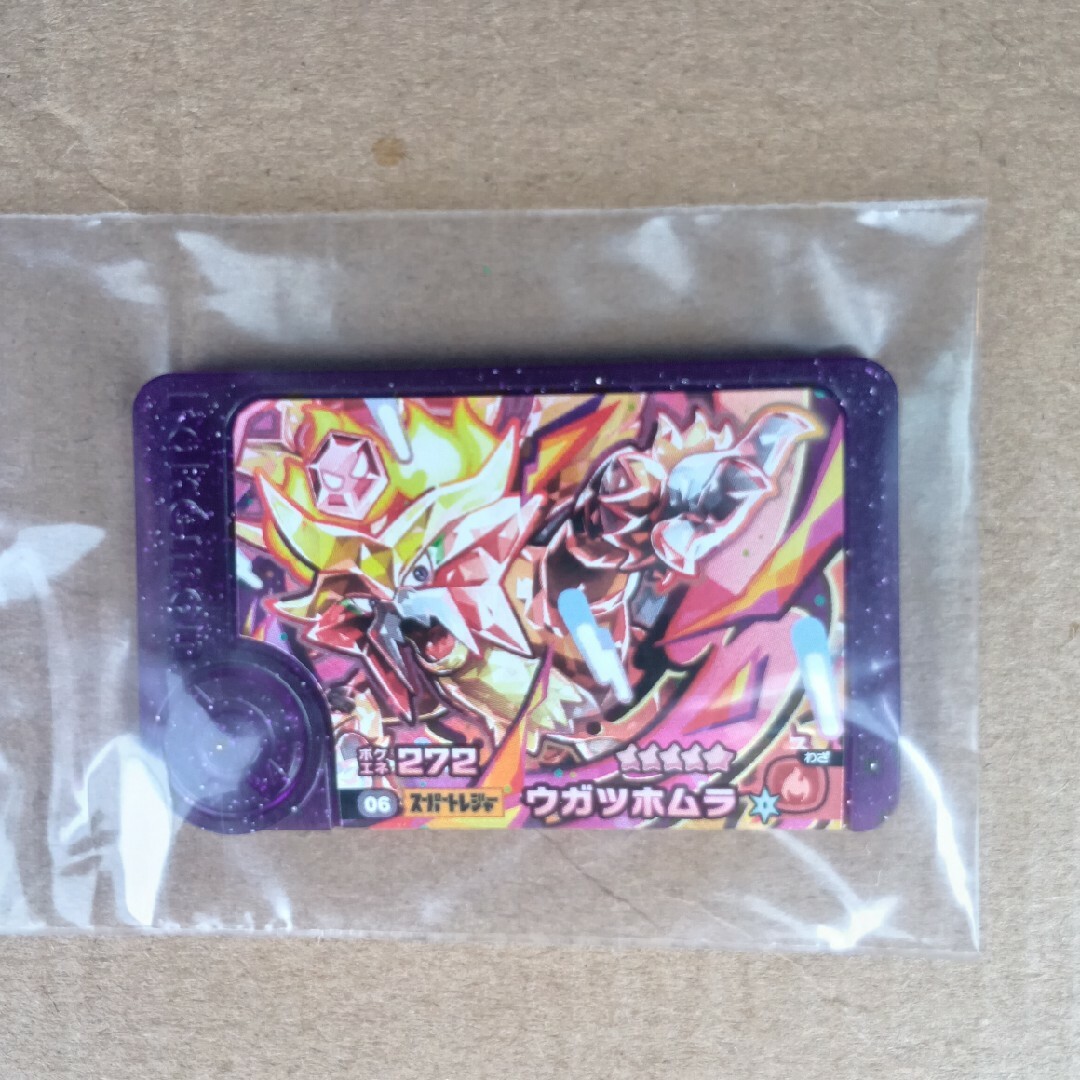 ポケエネ 272
わざ
06 スーパートレジャー ウガツホムラ